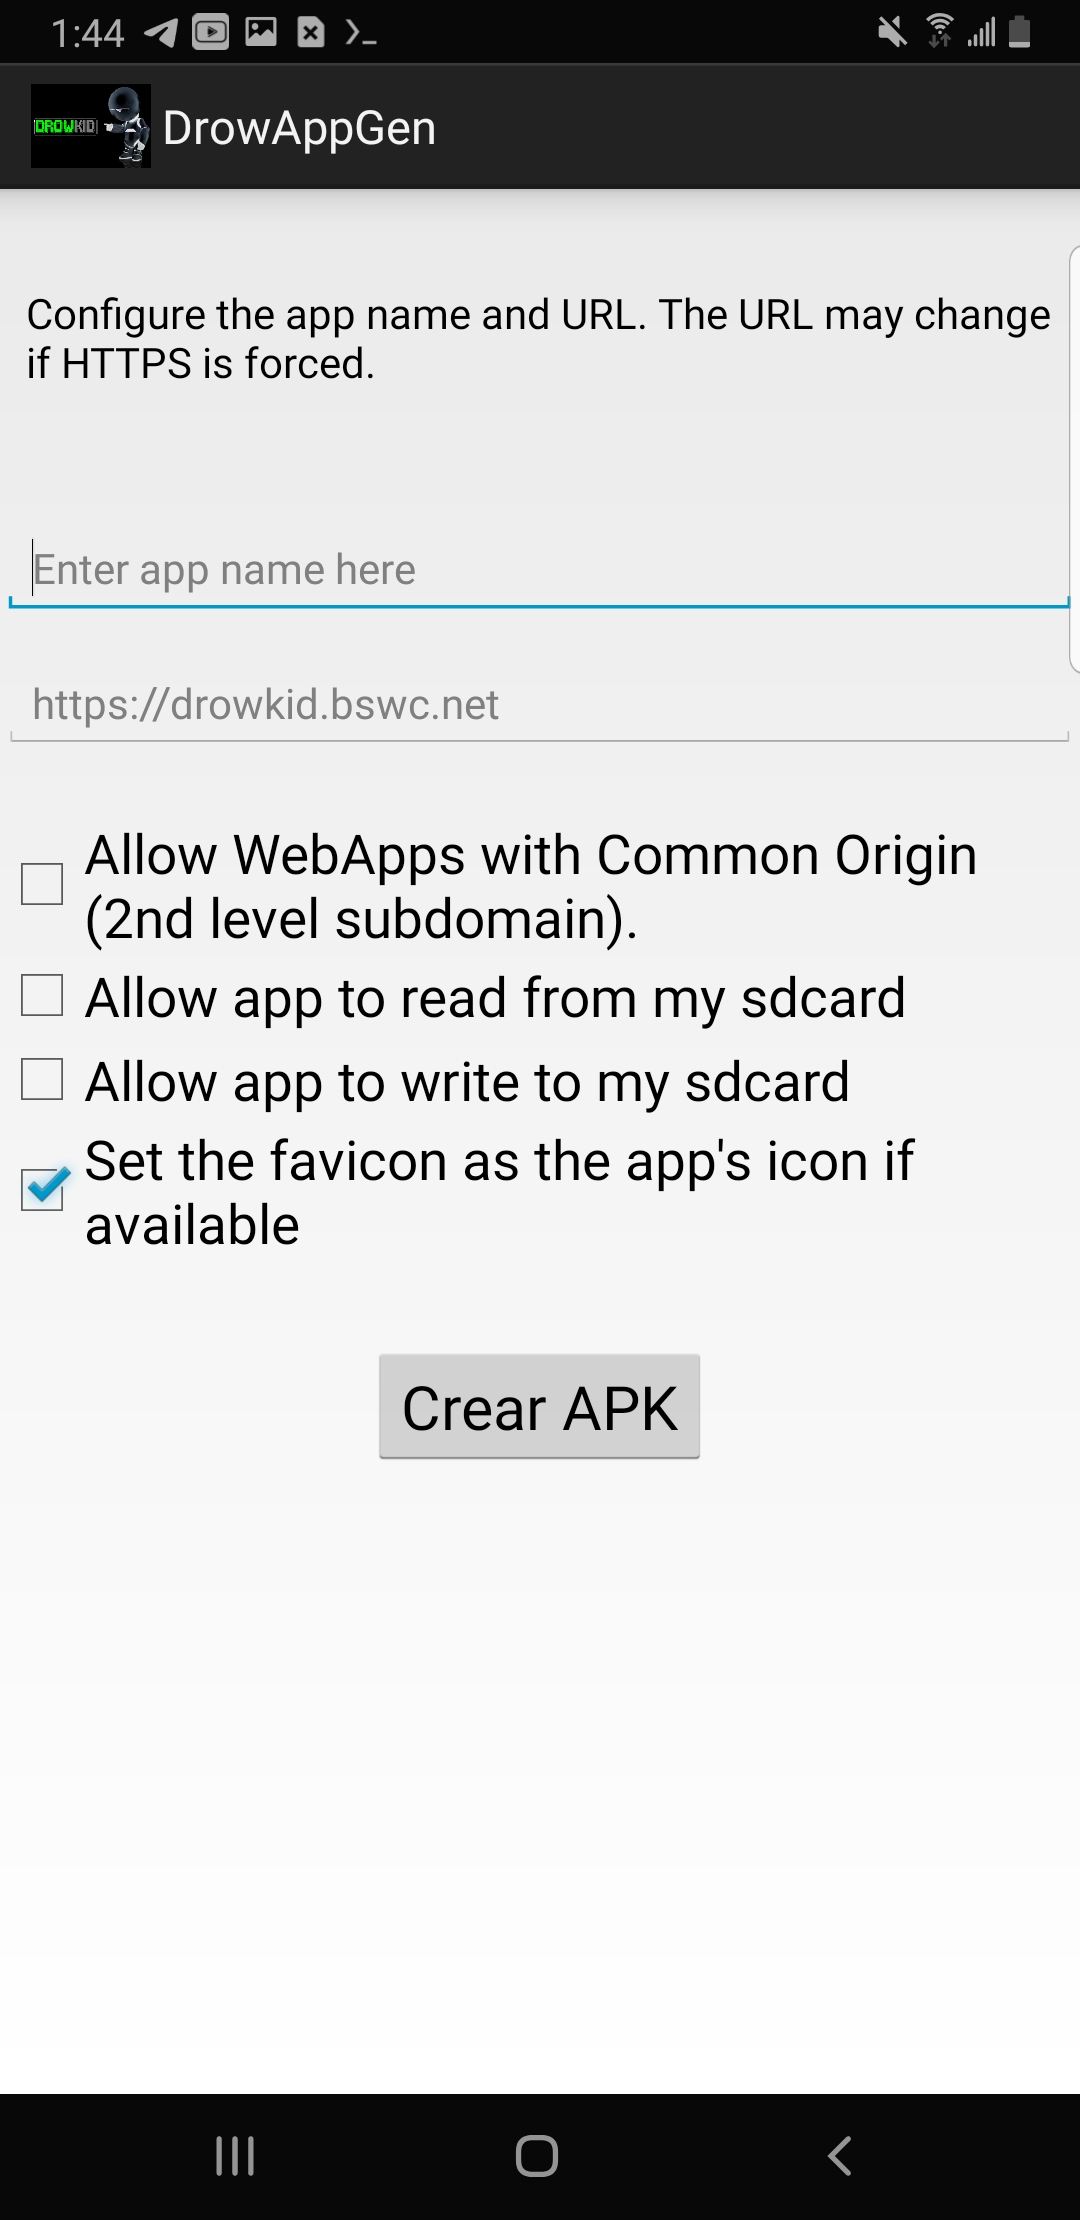 1:44
DROWKID
DrowAppGen
Configure the app name and URL. The URL may change
if HTTPS is forced.
Enter app name here
https://drowkid.bswc.net
Allow WebApps with Common Origin
(2nd level subdomain).
Allow app to read from my sdcard
Allow app to write to my sdcard
Set the favicon as the app's icon if
available
Crear APK